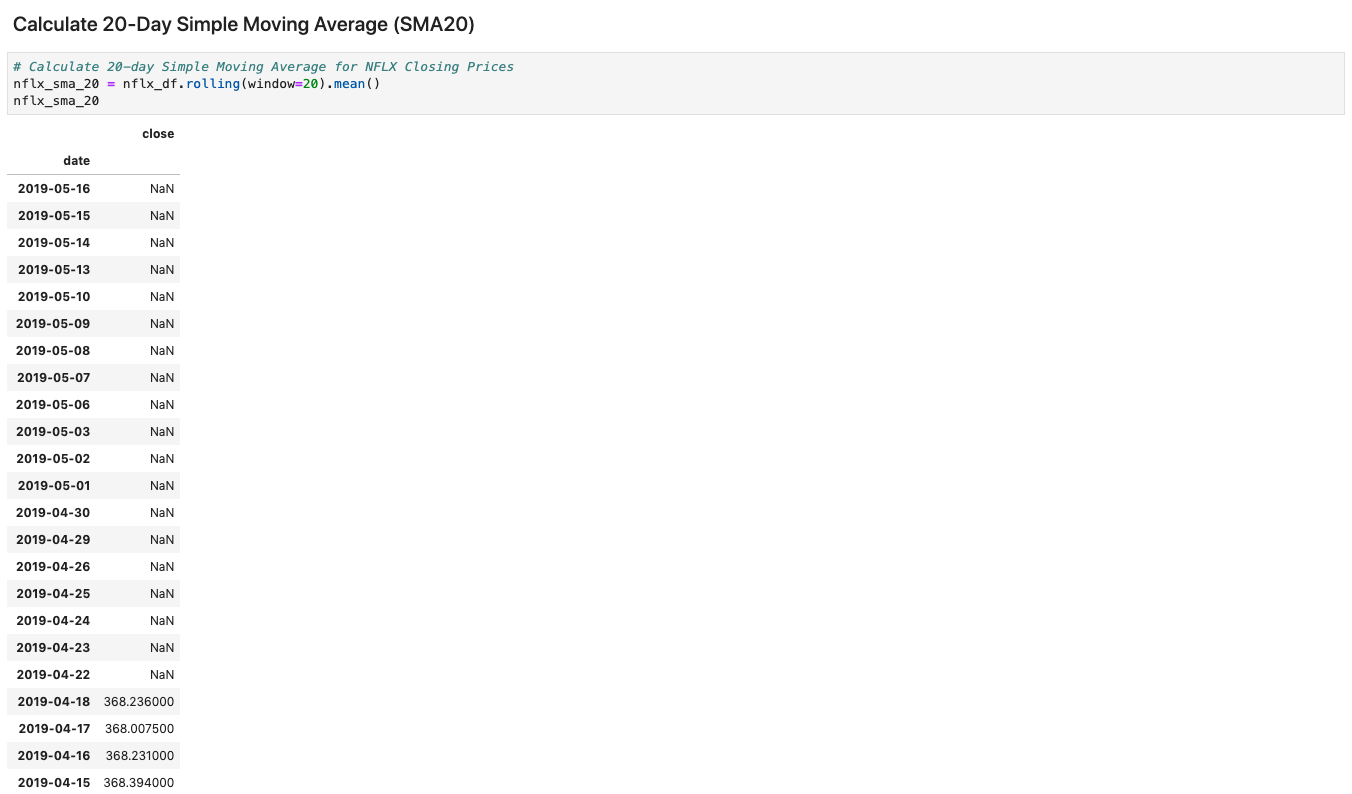 Calculate 20-Day Simple Moving Average (SMA20)
# Calculate 20-day Simple Moving Average for NFLX Closing Prices
nflx_sma_20 = nflx_df.rolling(window=20).mean()
nflx_sma_20
close
date
2019-05-16 NaN
2019-05-15 NaN
2019-05-14 NaN
2019-05-13 NaN
2019-05-10 NaN
2019-05-09 NaN
2019-05-08 NaN
2019-05-07 NaN
2019-05-06 NaN
2019-05-03 NaN
2019-05-02 NaN
2019-05-01 NaN
2019-04-30 NaN
2019-04-29 NaN
2019-04-26 NaN
2019-04-25 NaN
2019-04-24 NaN
2019-04-23 NaN
2019-04-22 NaN
2019-04-18 368.236000
2019-04-17 368.007500
2019-04-16 368.231000
2019-04-15 368.394000